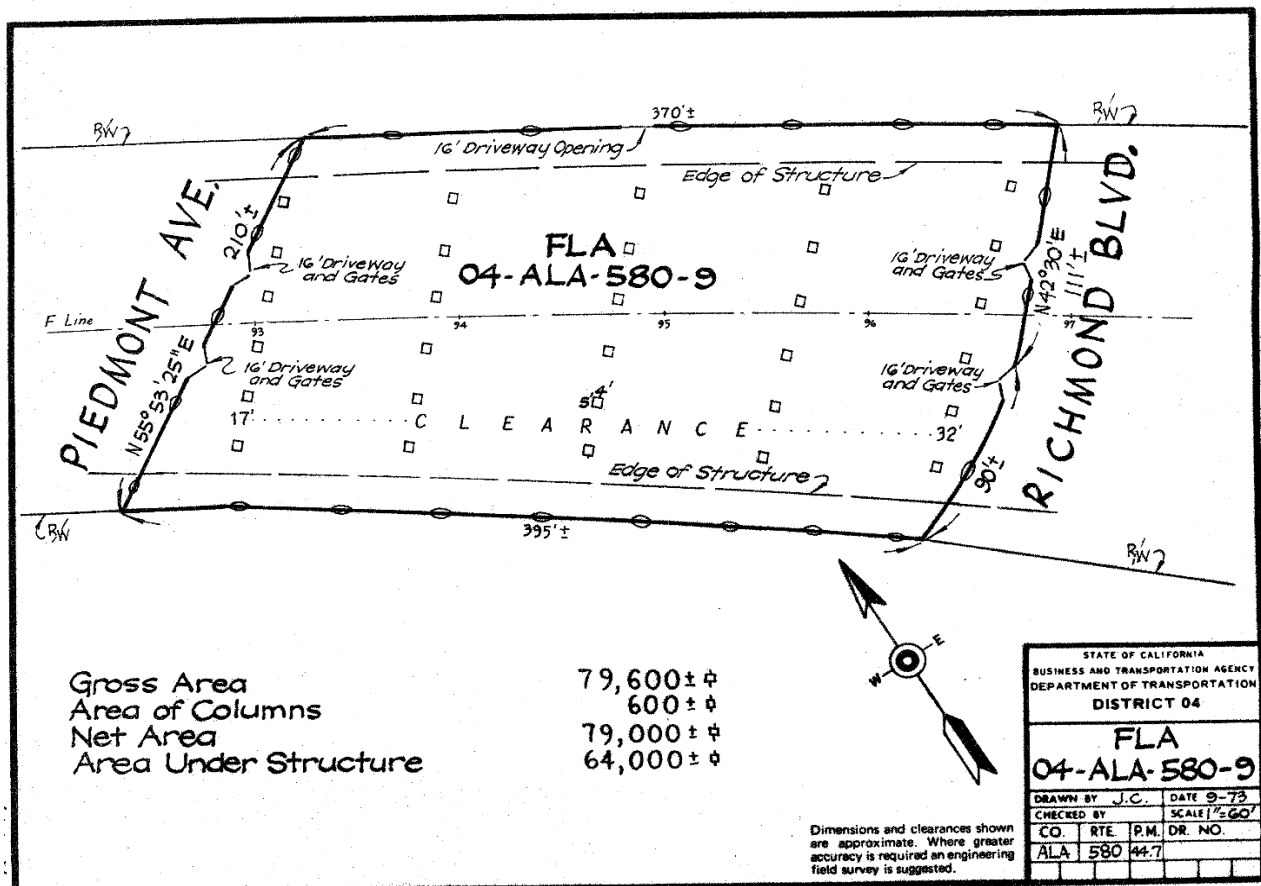 R/W
370'±
R/W
16' Driveway Opening
Edge of Structure
PIEDMONT AVE.
210'±
N 55° 53' 25" E
16' Driveway
and Gates
FLA
04-ALA-580-9
16' Driveway
and Gates
N 42° 30' E
111'±
RICHMOND BLVD.
F Line
93
94
95
96
97
16' Driveway
and Gates
16' Driveway
and Gates
4'
5'
17' CLEARANCE 32'
Edge of Structure
90'±
R/W
395'±
R/W
E
W
Gross Area 79,600±
Area of Columns 600±
Net Area 79,000±
Area Under Structure 64,000±
Dimensions and clearances shown
are approximate. Where greater
accuracy is required an engineering
field survey is suggested.
STATE OF CALIFORNIA
BUSINESS AND TRANSPORTATION AGENCY
DEPARTMENT OF TRANSPORTATION
DISTRICT 04
FLA
04-ALA-580-9
DRAWN BY J.C. DATE 9-73
CHECKED BY SCALE 1"=60'
CO. RTE. P.M. DR. NO.
ALA 580 44.7